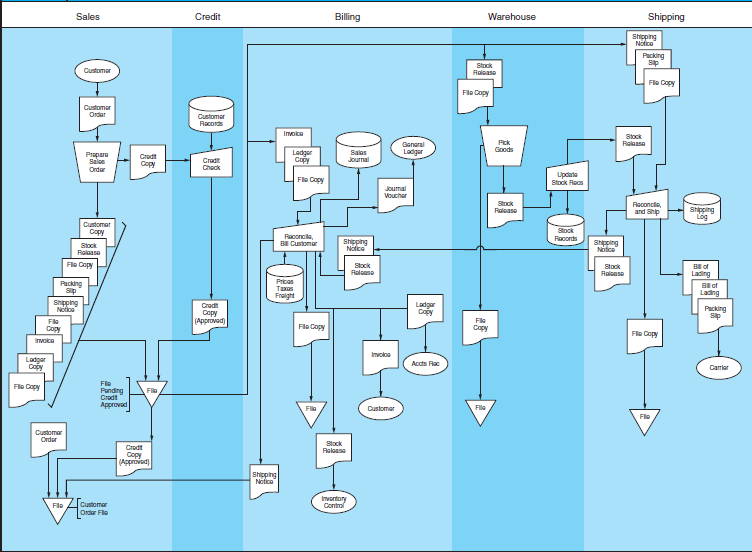 Sales
Credit
Billing
Warehouse
Shipping
Customer
Customer
Order
Prepare
Sales
Order
Credit
Copy
Customer
Copy
Stock
Release
File Copy
Packing
Slip
Shipping
Notice
File
Copy
Invoice
Ledger
Copy
File Copy
File
Pending
Credit
Approved
File
Customer
Order
Credit
Copy
(Approved)
File
Customer
Order File
Customer
Records
Credit
Check
Credit
Copy
(Approved)
Invoice
Ledger
Copy
File Copy
Sales
Journal
General
Ledger
Journal
Voucher
Reconcile,
Bill Customer
Shipping
Notice
Stock
Release
Prices
Taxes
Freight
File Copy
Ledger
Copy
Invoice
Accts Rec
File
Customer
Stock
Release
Shipping
Notice
Inventory
Control
Stock
Release
File Copy
Pick
Goods
Stock
Release
Update
Stock Recs
Stock
Records
File
Copy
File
Shipping
Notice
Packing
Slip
File Copy
Stock
Release
Reconcile,
and Ship
Shipping
Log
Shipping
Notice
Stock
Release
Bill of
Lading
Bill of
Lading
Packing
Slip
File Copy
Carrier
File